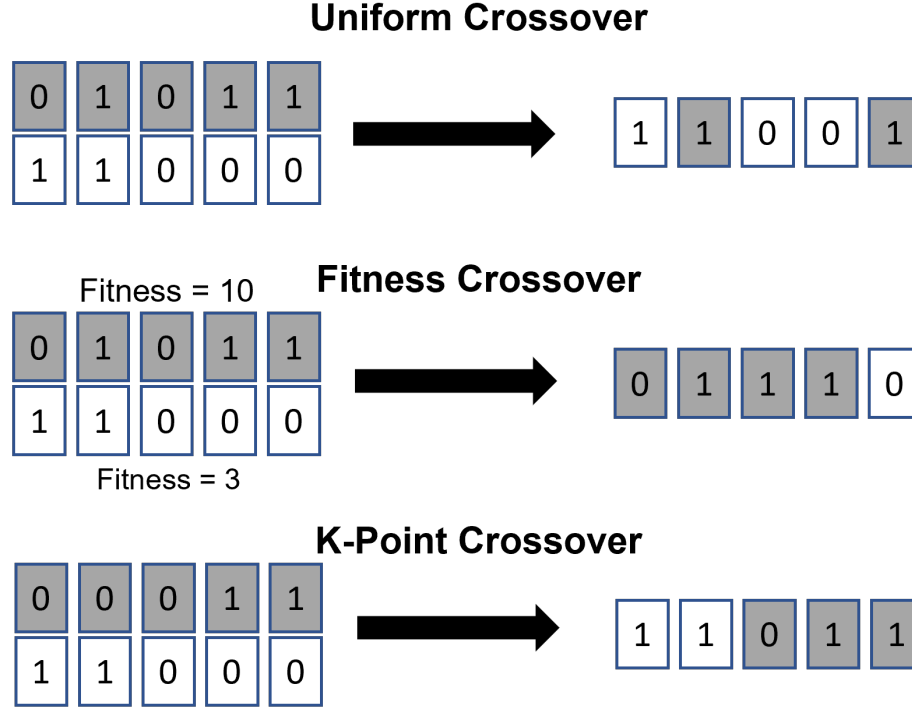 Uniform Crossover
0 1 0 1 1
1 1 0 0 1
1 1 0 0 0
Fitness Crossover
Fitness = 10
0 1 0 1 1
0 1 1 1 0
1 1 0 0 0
Fitness = 3
K-Point Crossover
0 0 0 1 1
1 1 0 1 1
1 1 0 0 0